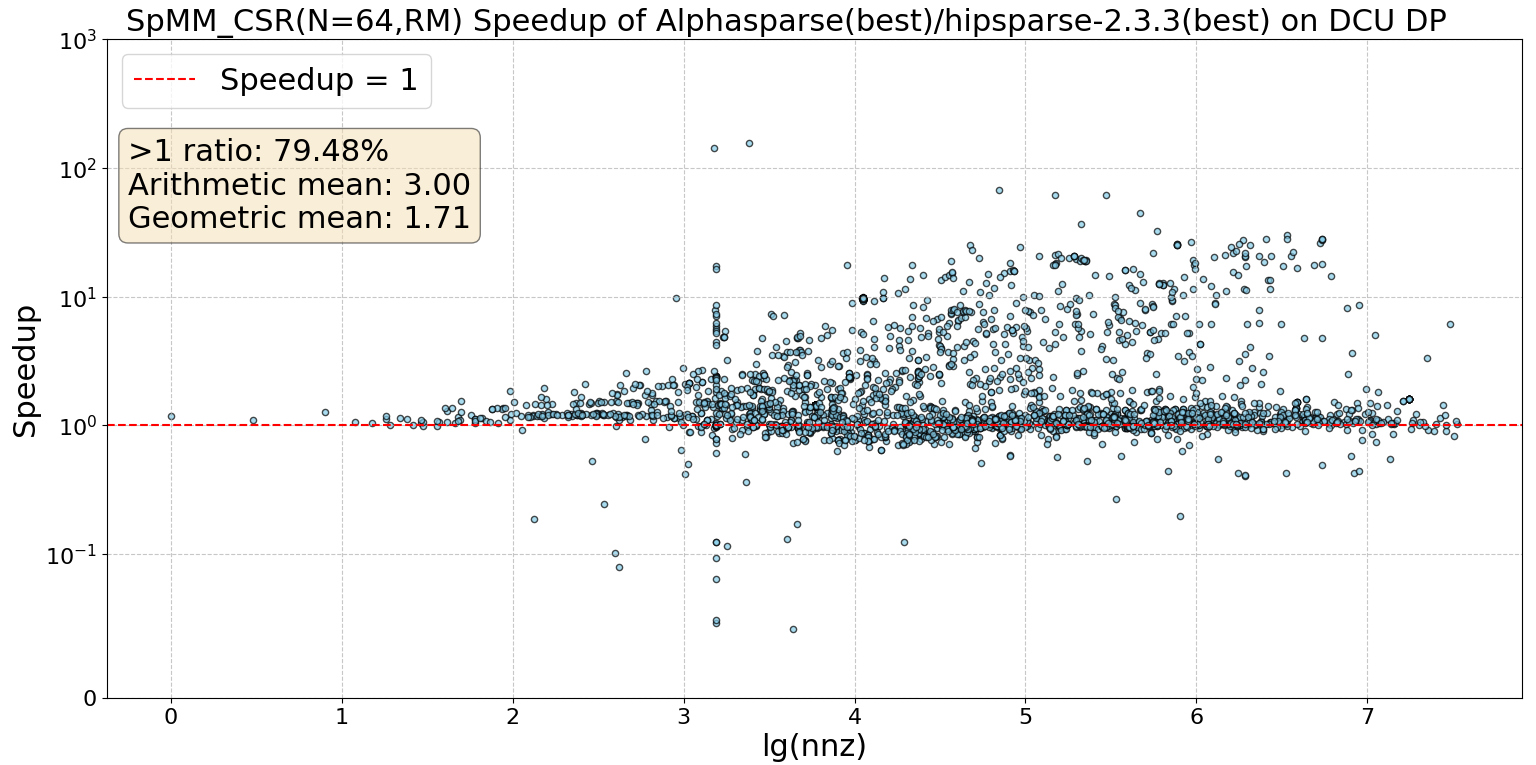 SpMM_CSR(N=64,RM) Speedup of Alphasparse(best)/hipsparse-2.3.3(best) on DCU DP
Speedup = 1
>1 ratio: 79.48%
Arithmetic mean: 3.00
Geometric mean: 1.71
Speedup
10³
10²
10¹
10⁰
10⁻¹
0
0 1 2 3 4 5 6 7
lg(nnz)